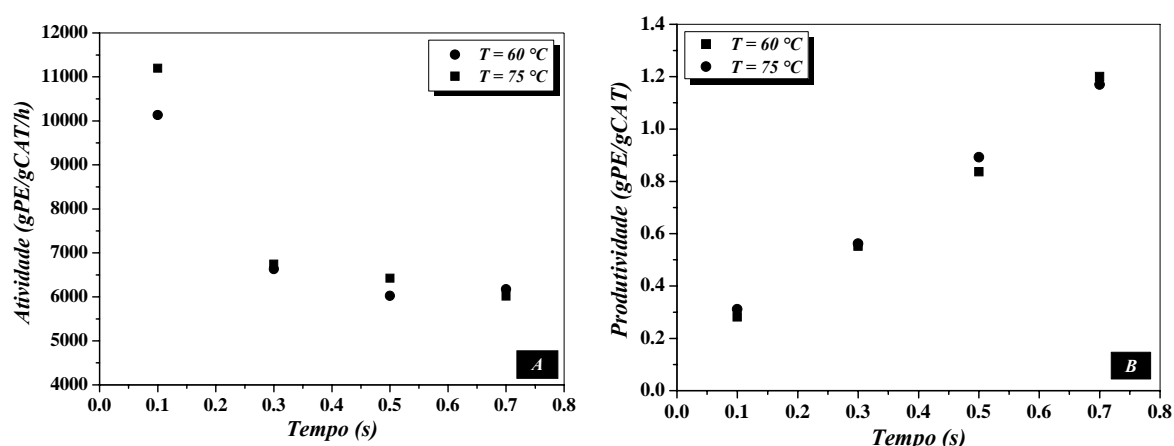 12000
11000
10000
9000
8000
7000
6000
5000
4000
0.0 0.1 0.2 0.3 0.4 0.5 0.6 0.7 0.8
Atividade (gPE/gCAT/h)
Tempo (s)
T = 60 °C
T = 75 °C
A
1.4
1.2
1.0
0.8
0.6
0.4
0.2
0.0
0.0 0.1 0.2 0.3 0.4 0.5 0.6 0.7 0.8
Produtividade (gPE/gCAT)
Tempo (s)
T = 60 °C
T = 75 °C
B